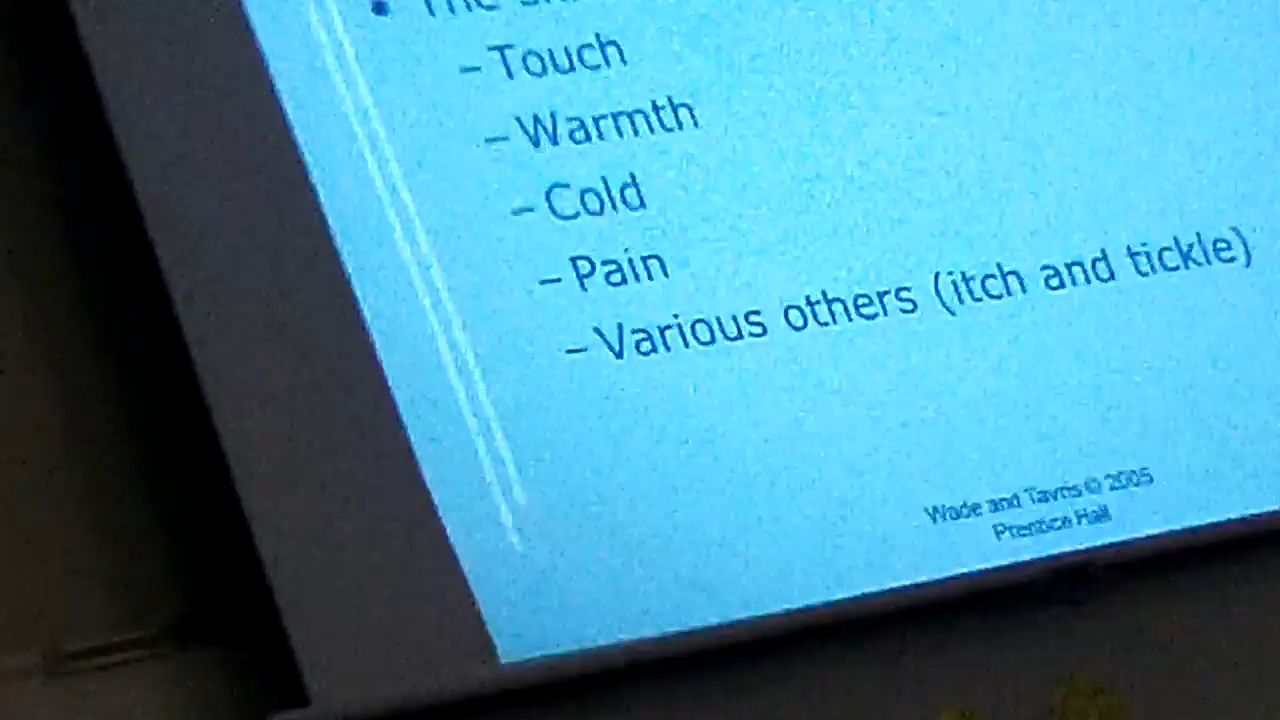 – Touch
– Warmth
– Cold
– Pain
– Various others (itch and tickle)
Wade and Tavris © 2005
Prentice Hall